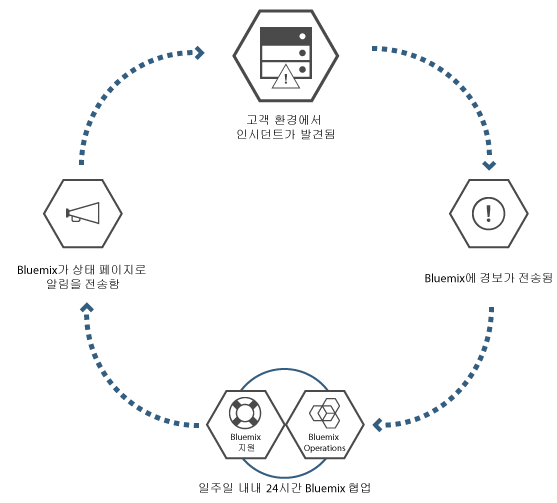 고객 환경에서
인시던트가 발견됨
Bluemix에 경보가 전송됨
Bluemix
지원
Bluemix
Operations
일주일 내내 24시간 Bluemix 협업
Bluemix가 상태 페이지로
알림을 전송함